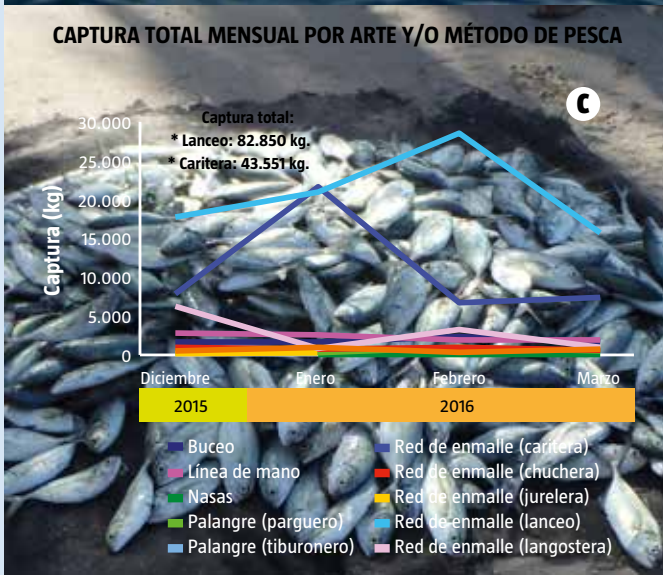 CAPTURA TOTAL MENSUAL POR ARTE Y/O MÉTODO DE PESCA
C
Captura total:
* Lanceo: 82.850 kg.
* Caritera: 43.551 kg.
Captura (kg)
30.000
25.000
20.000
15.000
10.000
5.000
0
Diciembre Enero Febrero Marzo
2015 2016
Buceo
Línea de mano
Nasas
Palangre (parguero)
Palangre (tiburonero)
Red de enmalle (caritera)
Red de enmalle (chuchera)
Red de enmalle (jurelera)
Red de enmalle (lanceo)
Red de enmalle (langostera)